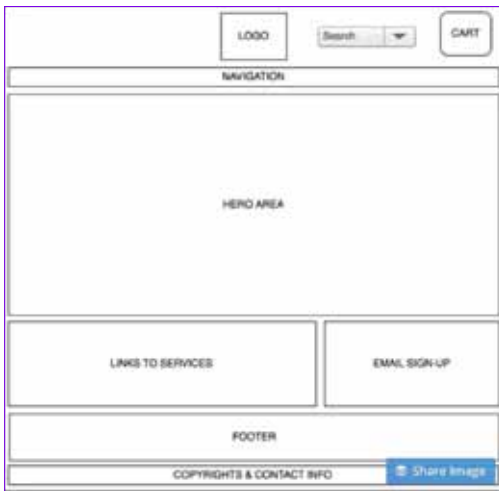 LOGO
Search
CART
NAVIGATION
HERO AREA
LINKS TO SERVICES
EMAIL SIGN-UP
FOOTER
COPYRIGHTS & CONTACT INFO
Share Image